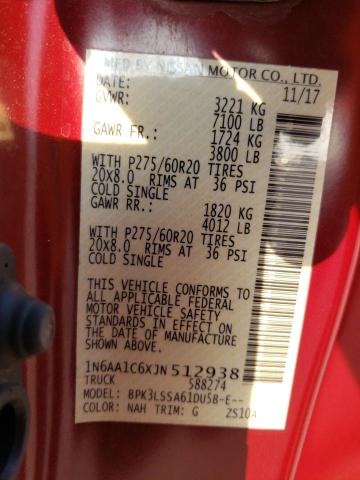 MFD BY NISSAN MOTOR CO., LTD.
DATE: 11/17
GVWR: 3221 KG
7100 LB
GAWR FR.: 1724 KG
3800 LB
WITH P275/60R20 TIRES
20X8.0 RIMS AT 36 PSI
COLD SINGLE
GAWR RR.: 1820 KG
4012 LB
WITH P275/60R20 TIRES
20X8.0 RIMS AT 36 PSI
COLD SINGLE
THIS VEHICLE CONFORMS TO
ALL APPLICABLE FEDERAL
MOTOR VEHICLE SAFETY
STANDARDS IN EFFECT ON
THE DATE OF MANUFACTURE
SHOWN ABOVE.
1N6AA1C6XJN512938
TRUCK 588274
MODEL: BPK3LSSA61DU5B-E--
COLOR: NAH TRIM: G ZS10A